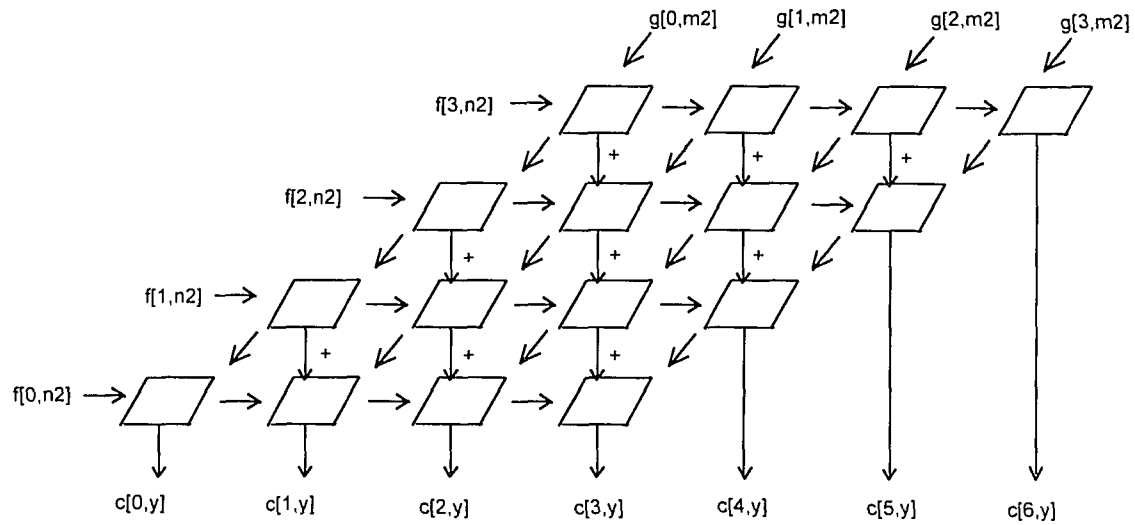 g[0,m2] g[1,m2] g[2,m2] g[3,m2]
f[3,n2]
+ +
f[2,n2]
+ + +
f[1,n2]
+ + +
f[0,n2]
c[0,y] c[1,y] c[2,y] c[3,y] c[4,y] c[5,y] c[6,y]